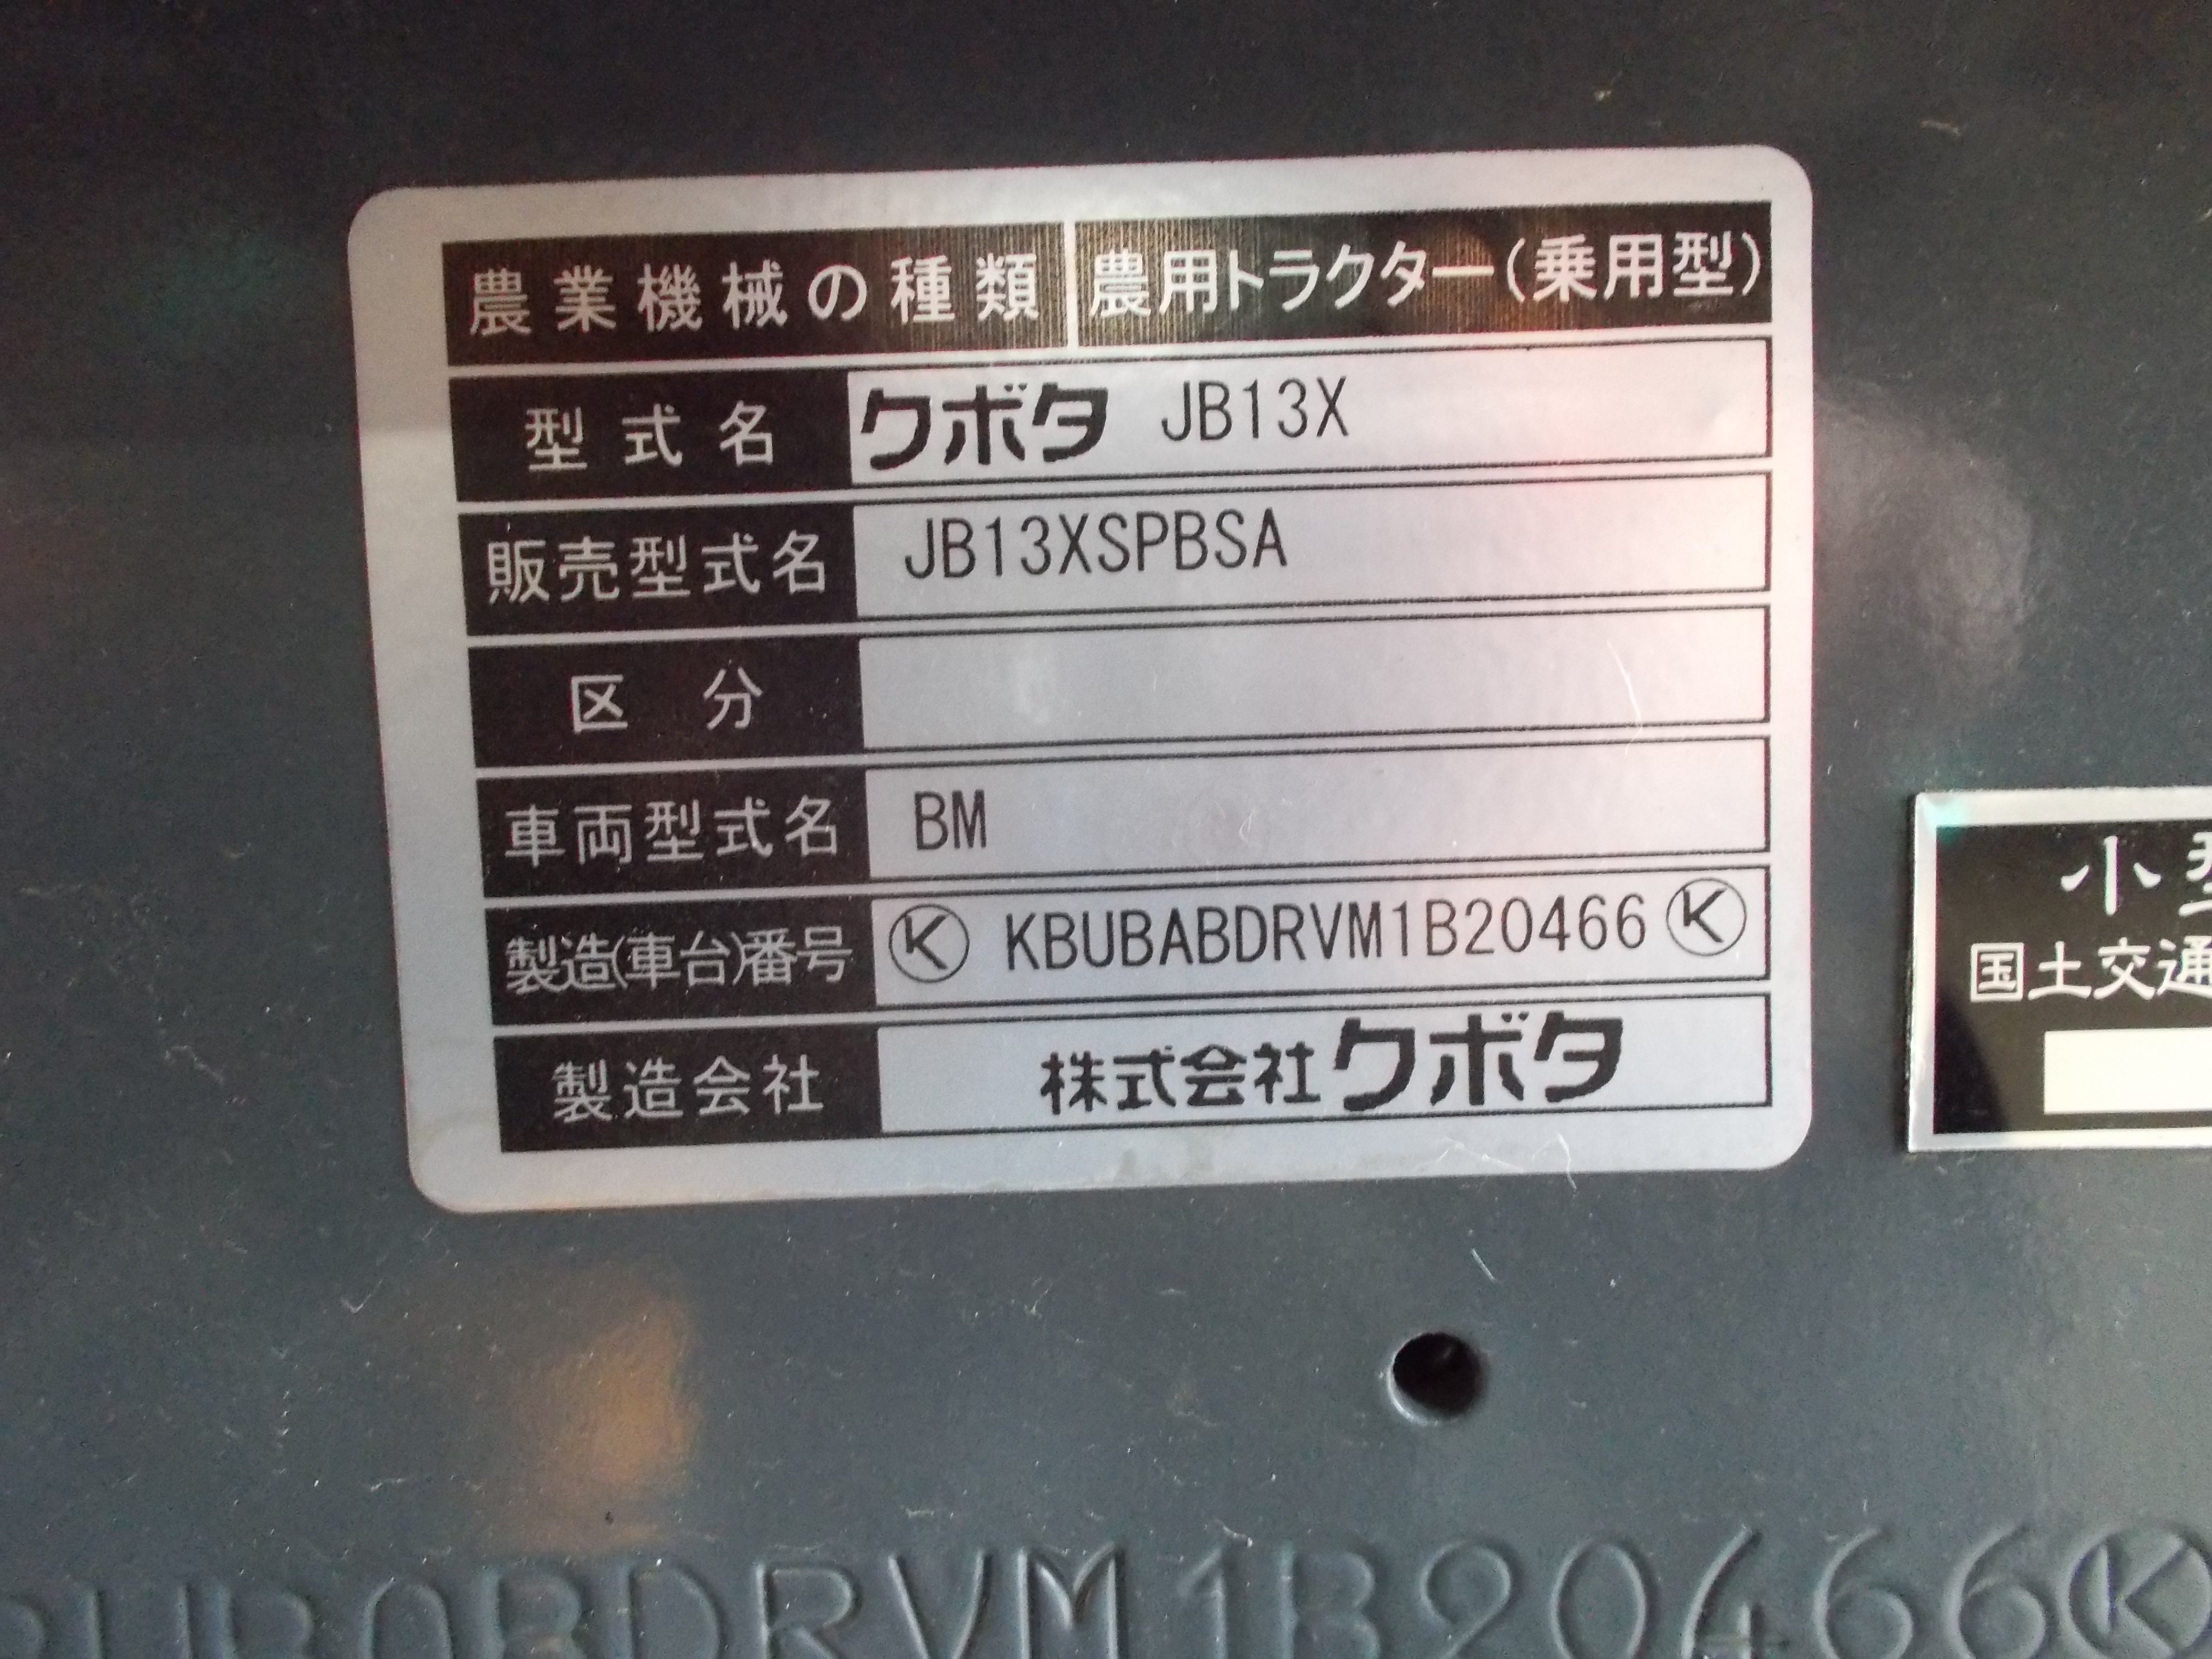 農業機械の種類 農用トラクター(乗用型)
型式名 クボタ JB13X
販売型式名 JB13XSPBSA
区分
車両型式名 BM
製造(車台)番号 Ⓚ KBUBABDRVM1B20466 Ⓚ
製造会社 株式会社クボタ
小型
国土交通
BUBABDRVM1B20466Ⓚ